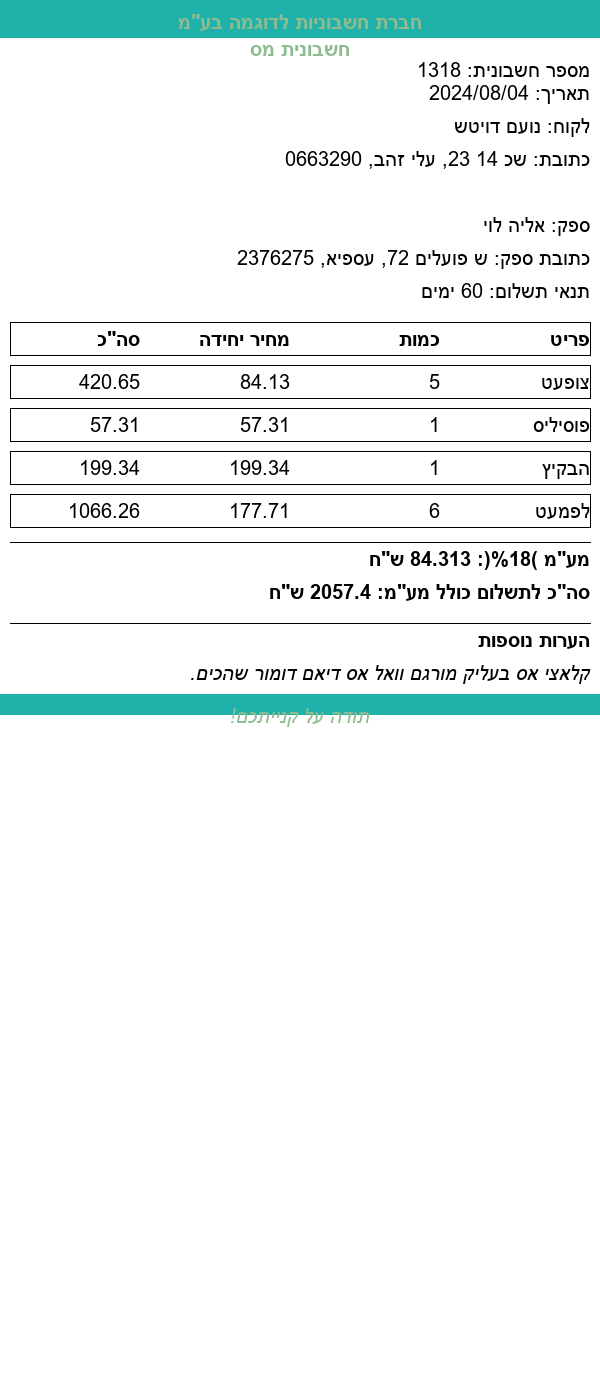 חברת חשבוניות לדוגמה בע"מ
חשבונית מס
מספר חשבונית: 1318
תאריך: 2024/08/04
לקוח: נועם דויטש
כתובת: שכ 14 23, עלי זהב, 0663290
ספק: אליה לוי
כתובת ספק: ש פועלים 72, עספיא, 2376275
תנאי תשלום: 60 ימים
פריט כמות מחיר יחידה סה"כ
צופעט 5 84.13 420.65
פוסיליס 1 57.31 57.31
הבקיץ 1 199.34 199.34
לפמעט 6 177.71 1066.26
מע"מ )18%(: 84.313 ש"ח
סה"כ לתשלום כולל מע"מ: 2057.4 ש"ח
הערות נוספות
קלאצי אס בעליק מורגם וואל אס דיאם דומור שהכים.
תודה על קנייתכם!